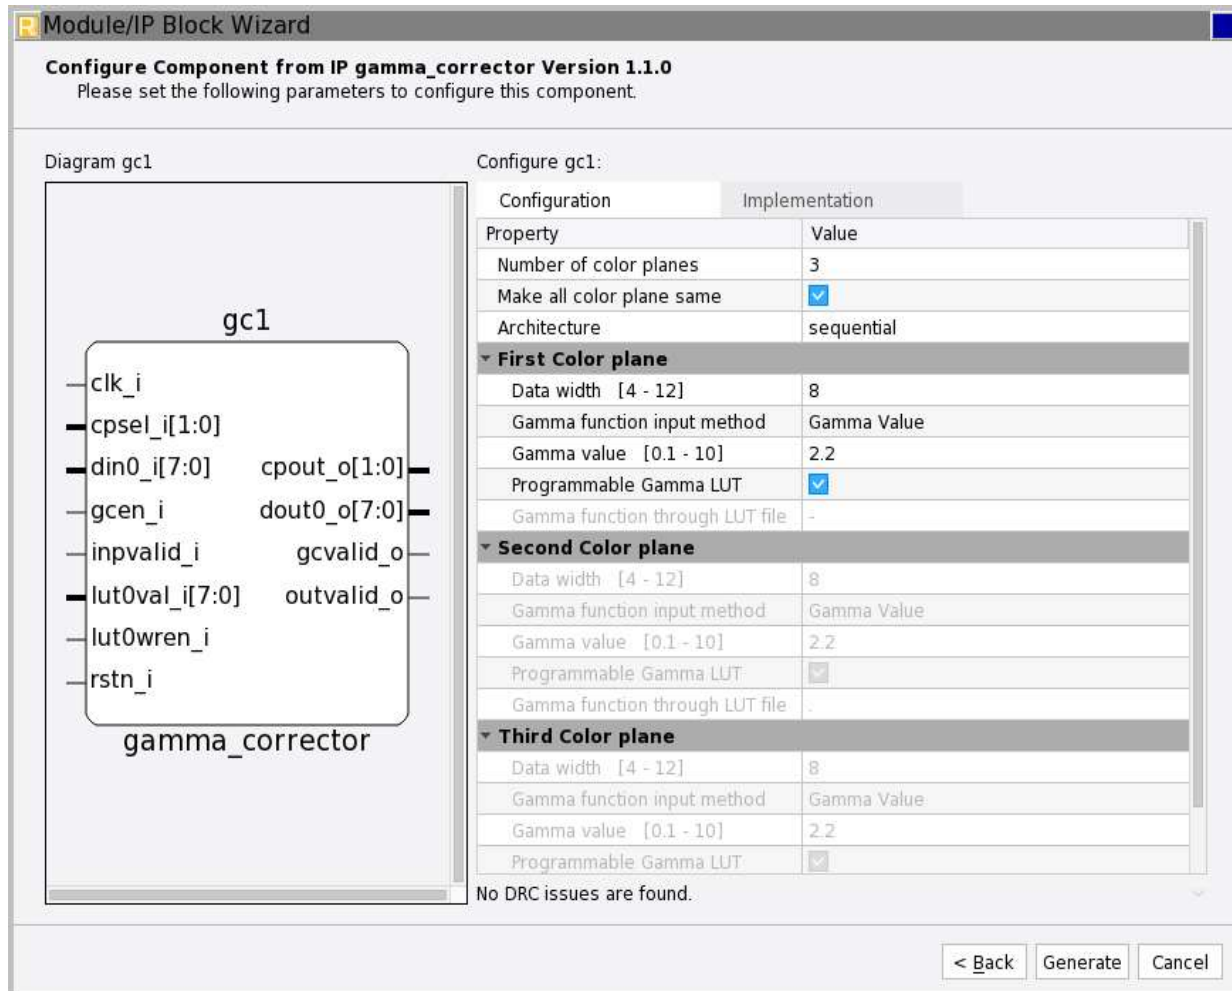 Module/IP Block Wizard
Configure Component from IP gamma_corrector Version 1.1.0
Please set the following parameters to configure this component.
Diagram gc1
gc1
clk_i
cpsel_i[1:0]
din0_i[7:0] cpout_o[1:0]
gcen_i dout0_o[7:0]
inpvalid_i gcvalid_o
lut0val_i[7:0] outvalid_o
lut0wren_i
rstn_i
gamma_corrector
Configure gc1:
Configuration Implementation
Property Value
Number of color planes 3
Make all color plane same
Architecture sequential
First Color plane
Data width [4 - 12] 8
Gamma function input method Gamma Value
Gamma value [0.1 - 10] 2.2
Programmable Gamma LUT
Gamma function through LUT file -
Second Color plane
Data width [4 - 12] 8
Gamma function input method Gamma Value
Gamma value [0.1 - 10] 2.2
Programmable Gamma LUT
Gamma function through LUT file .
Third Color plane
Data width [4 - 12] 8
Gamma function input method Gamma Value
Gamma value [0.1 - 10] 2.2
Programmable Gamma LUT
No DRC issues are found.
< Back Generate Cancel